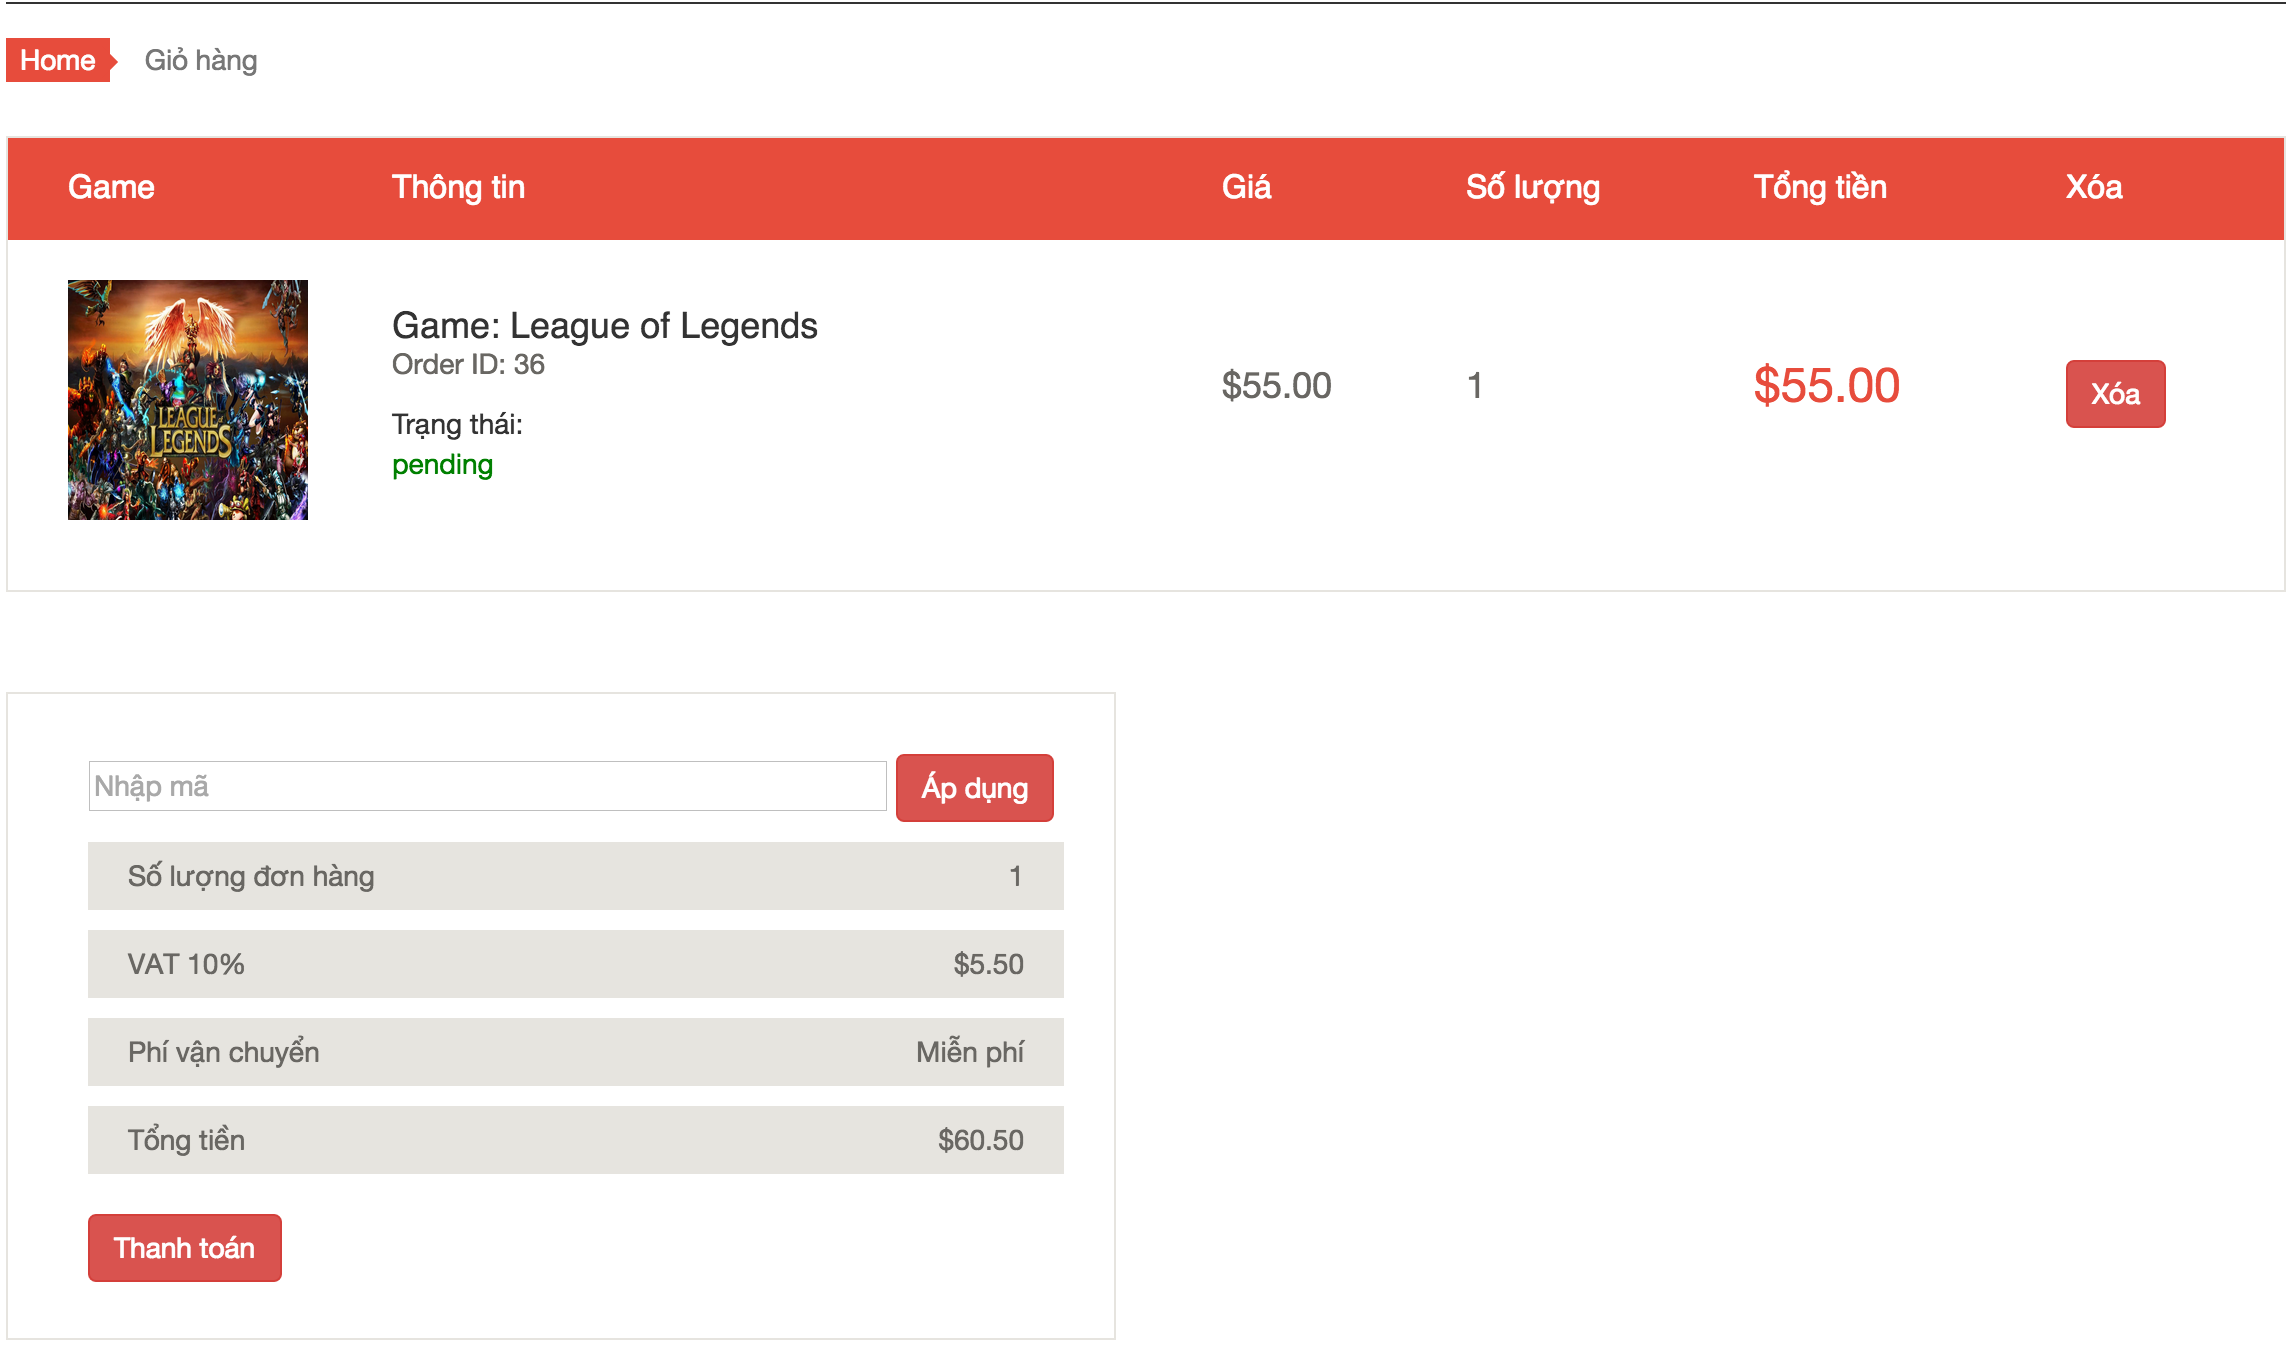 Home Giỏ hàng
Game Thông tin Giá Số lượng Tổng tiền Xóa
LEAGUE of
LEGENDS
Game: League of Legends
Order ID: 36
Trạng thái:
pending
$55.00 1 $55.00 Xóa
Nhập mã Áp dụng
Số lượng đơn hàng 1
VAT 10% $5.50
Phí vận chuyển Miễn phí
Tổng tiền $60.50
Thanh toán